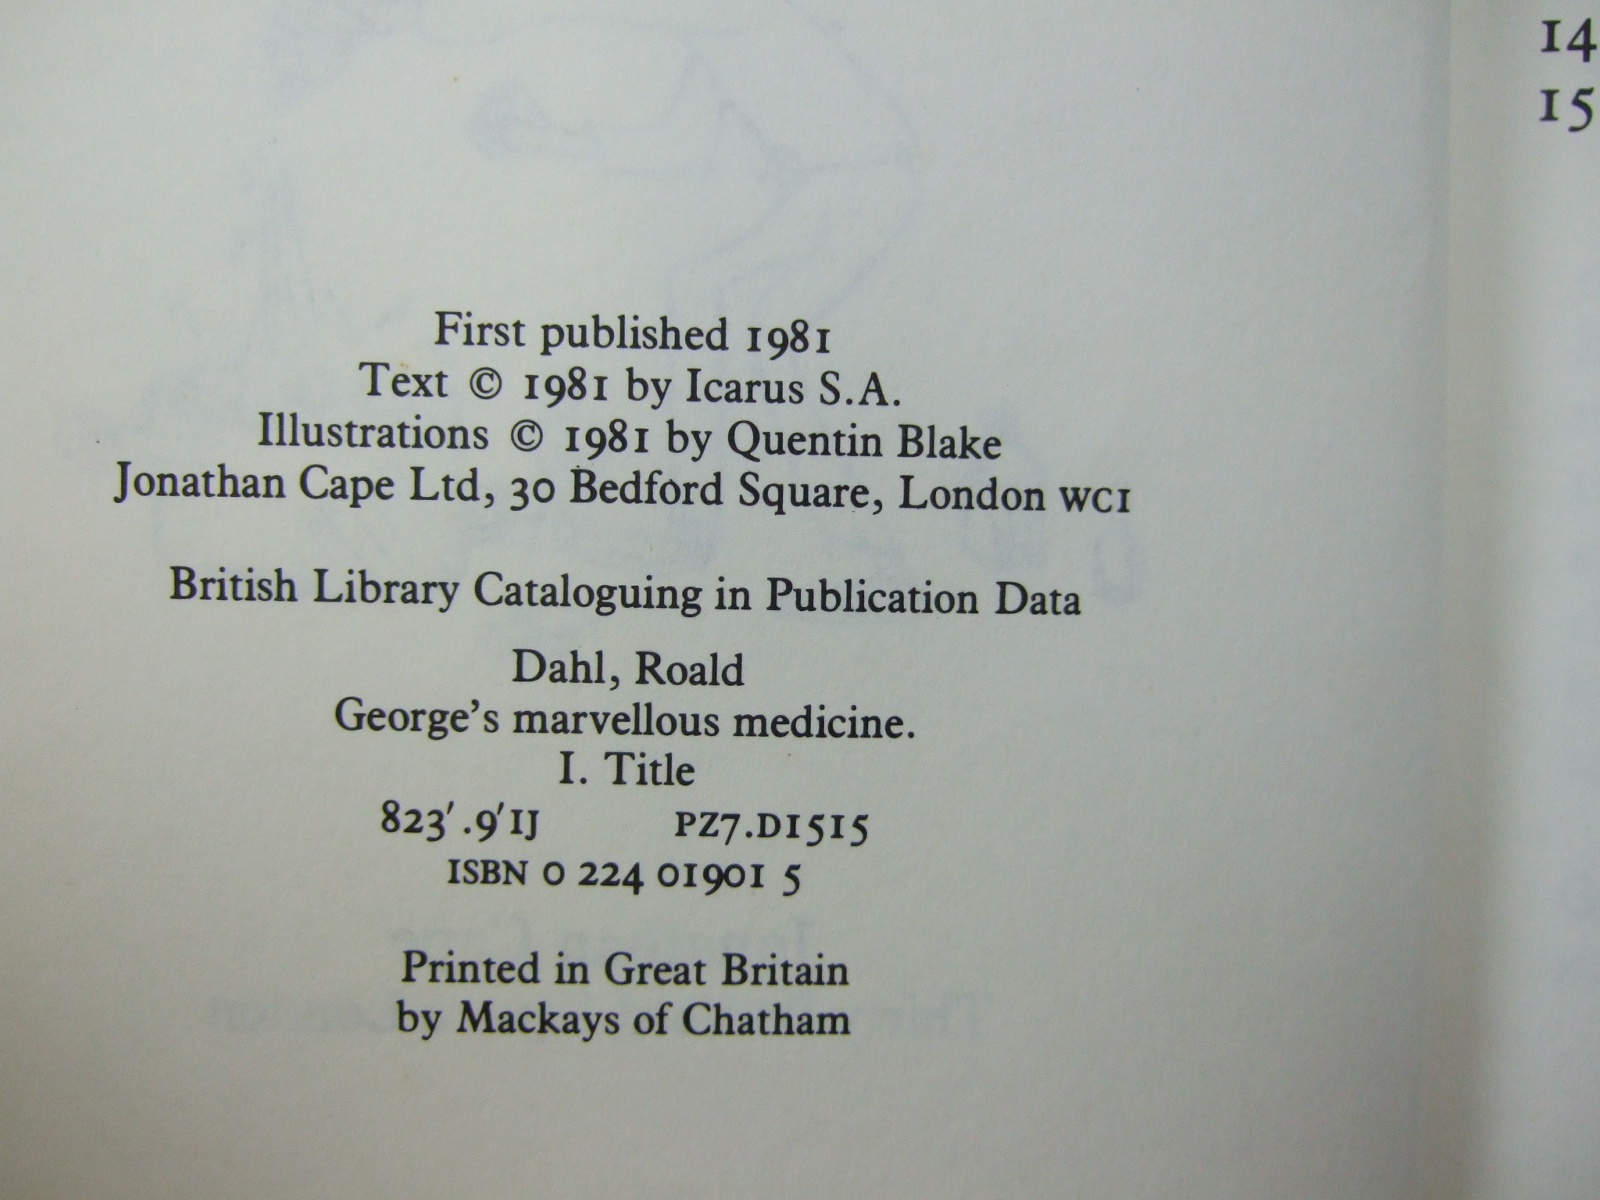 First published 1981
Text © 1981 by Icarus S.A.
Illustrations © 1981 by Quentin Blake
Jonathan Cape Ltd, 30 Bedford Square, London WC1
British Library Cataloguing in Publication Data
Dahl, Roald
George's marvellous medicine.
I. Title
823′.9′1J PZ7.D1515
ISBN 0 224 01901 5
Printed in Great Britain
by Mackays of Chatham
14
15